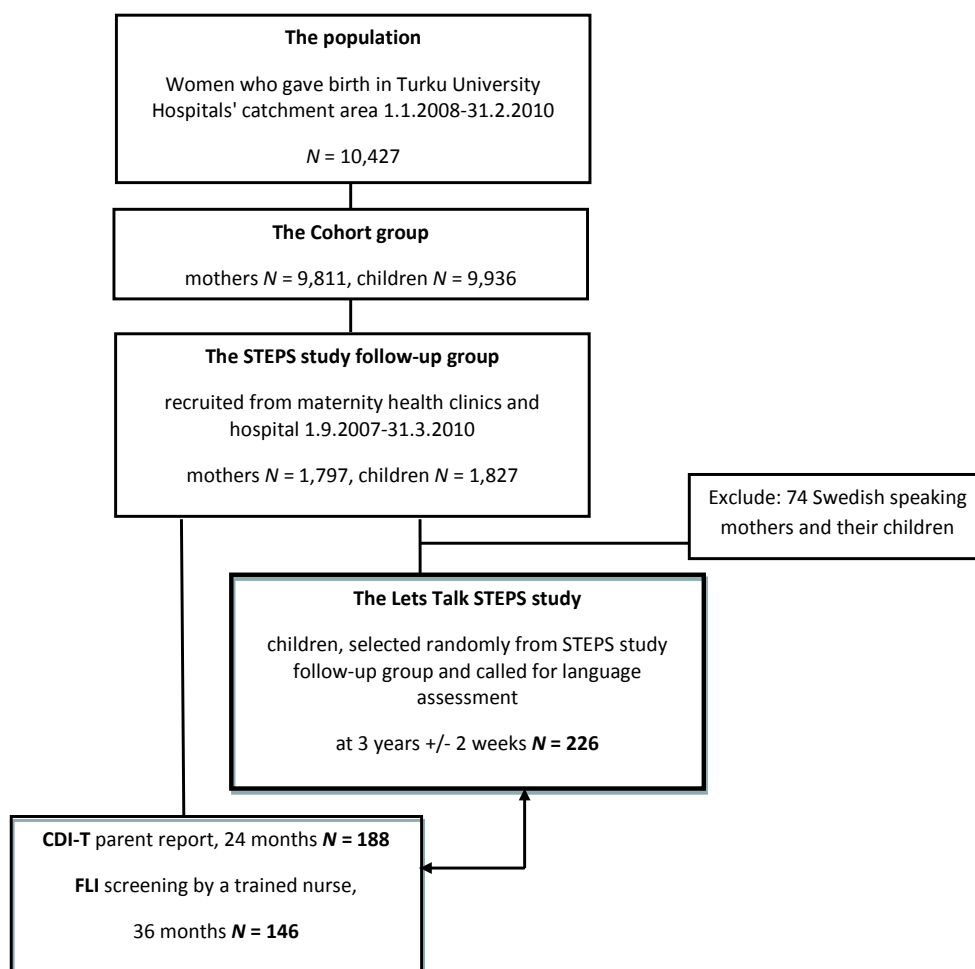 The population
Women who gave birth in Turku University
Hospitals' catchment area 1.1.2008-31.2.2010
N = 10,427
The Cohort group
mothers N = 9,811, children N = 9,936
The STEPS study follow-up group
recruited from maternity health clinics and
hospital 1.9.2007-31.3.2010
mothers N = 1,797, children N = 1,827
Exclude: 74 Swedish speaking
mothers and their children
The Lets Talk STEPS study
children, selected randomly from STEPS study
follow-up group and called for language
assessment
at 3 years +/- 2 weeks N = 226
CDI-T parent report, 24 months N = 188
FLI screening by a trained nurse,
36 months N = 146